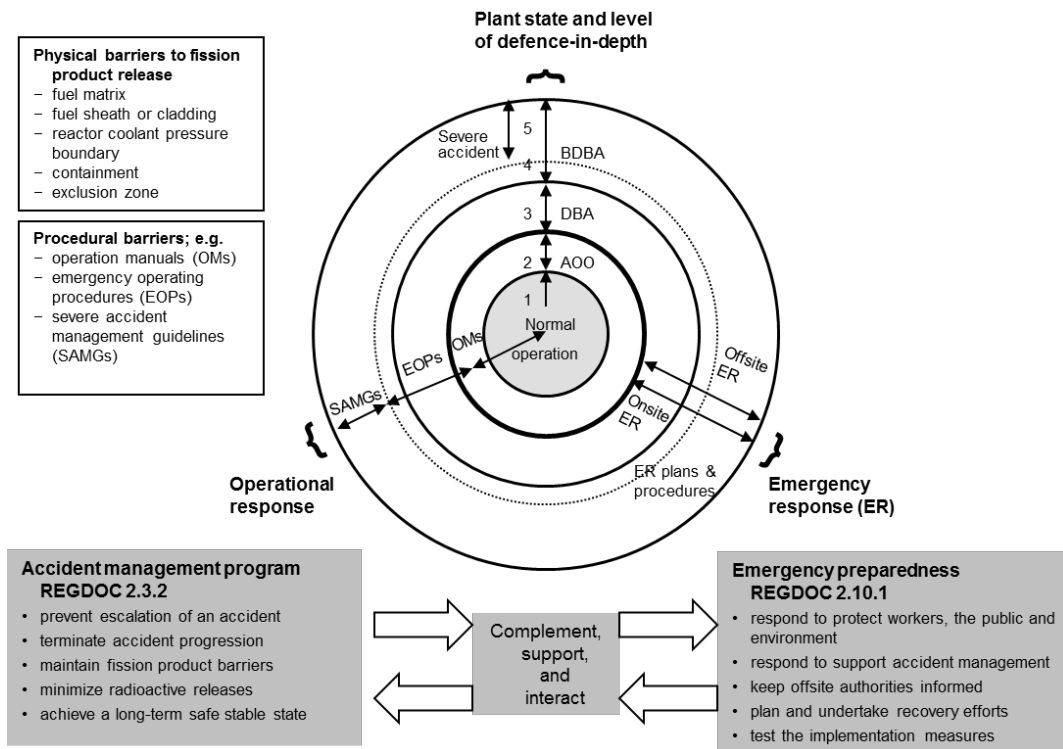 Plant state and level
of defence-in-depth
Physical barriers to fission
product release
− fuel matrix
− fuel sheath or cladding
− reactor coolant pressure
boundary
− containment
− exclusion zone
Procedural barriers; e.g.
− operation manuals (OMs)
− emergency operating
procedures (EOPs)
− severe accident
management guidelines
(SAMGs)
Severe
accident
5
4
BDBA
3
DBA
2
AOO
1
Normal
operation
OMs
EOPs
SAMGs
Offsite
ER
Onsite
ER
ER plans &
procedures
Operational
response
Emergency
response (ER)
Accident management program
REGDOC 2.3.2
• prevent escalation of an accident
• terminate accident progression
• maintain fission product barriers
• minimize radioactive releases
• achieve a long-term safe stable state
Complement,
support,
and
interact
Emergency preparedness
REGDOC 2.10.1
• respond to protect workers, the public and
environment
• respond to support accident management
• keep offsite authorities informed
• plan and undertake recovery efforts
• test the implementation measures